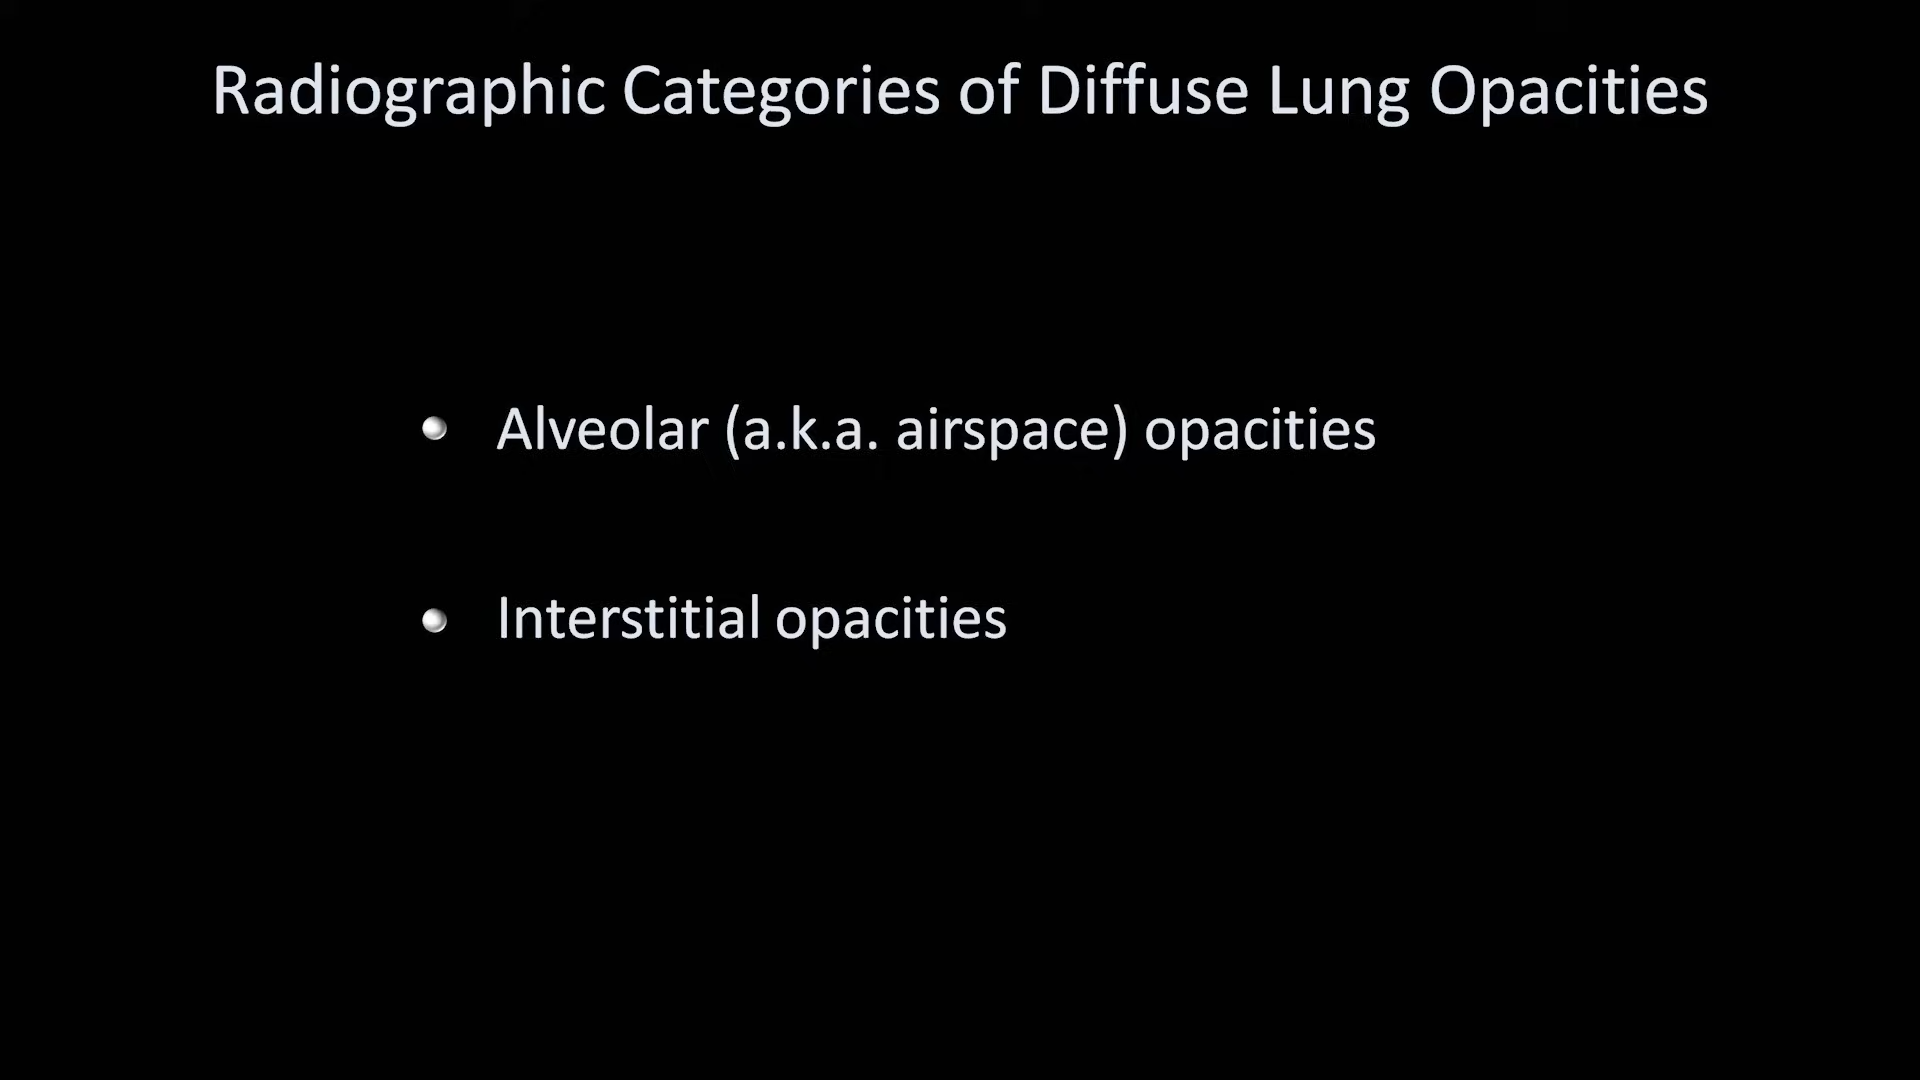 Radiographic Categories of Diffuse Lung Opacities
Alveolar (a.k.a. airspace) opacities
Interstitial opacities